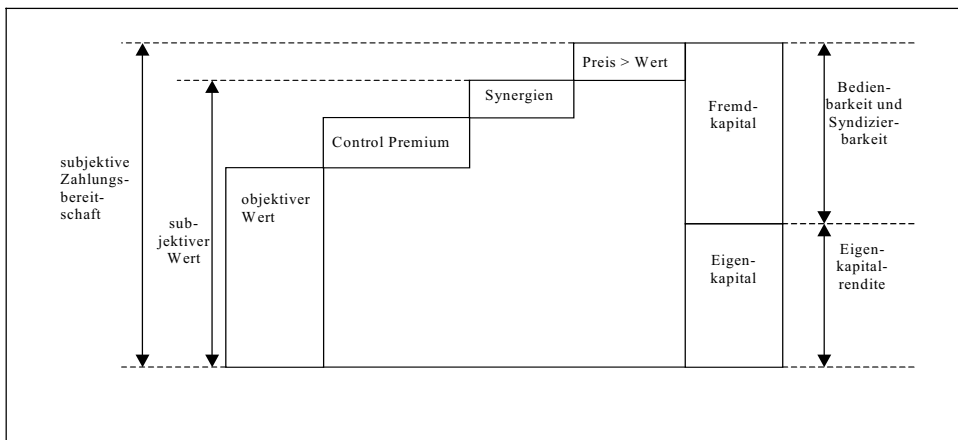 subjektive
Zahlungs-
bereit-
schaft
sub-
jektiver
Wert
objektiver
Wert
Control Premium
Synergien
Preis > Wert
Fremd-
kapital
Eigen-
kapital
Bedien-
barkeit und
Syndizier-
barkeit
Eigen-
kapital-
rendite